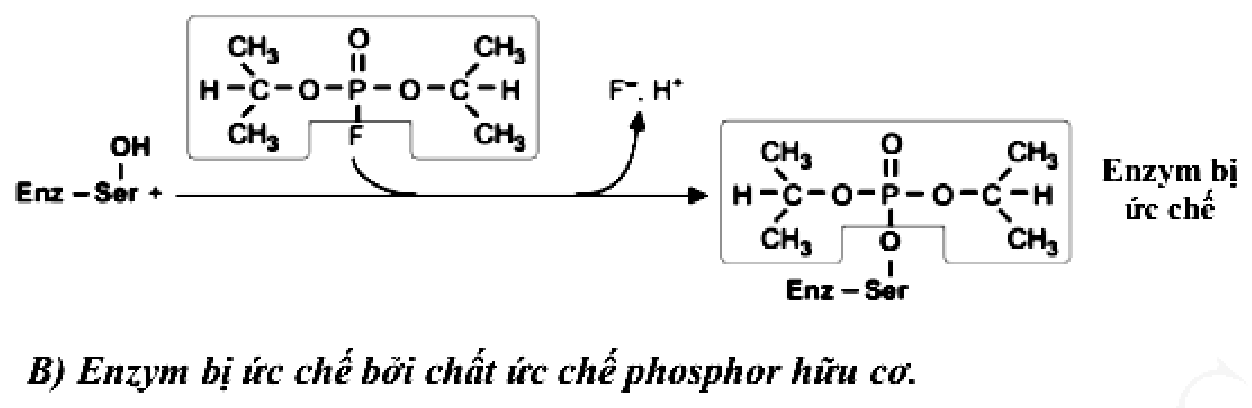 CH₃ O CH₃
H – C – O – P – O – C – H
CH₃ F CH₃
F⁻. H⁺
OH
Enz – Ser +
CH₃ O CH₃
H – C – O – P – O – C – H
CH₃ O CH₃
Enz – Ser
Enzym bị
ức chế
B) Enzym bị ức chế bởi chất ức chế phosphor hữu cơ.